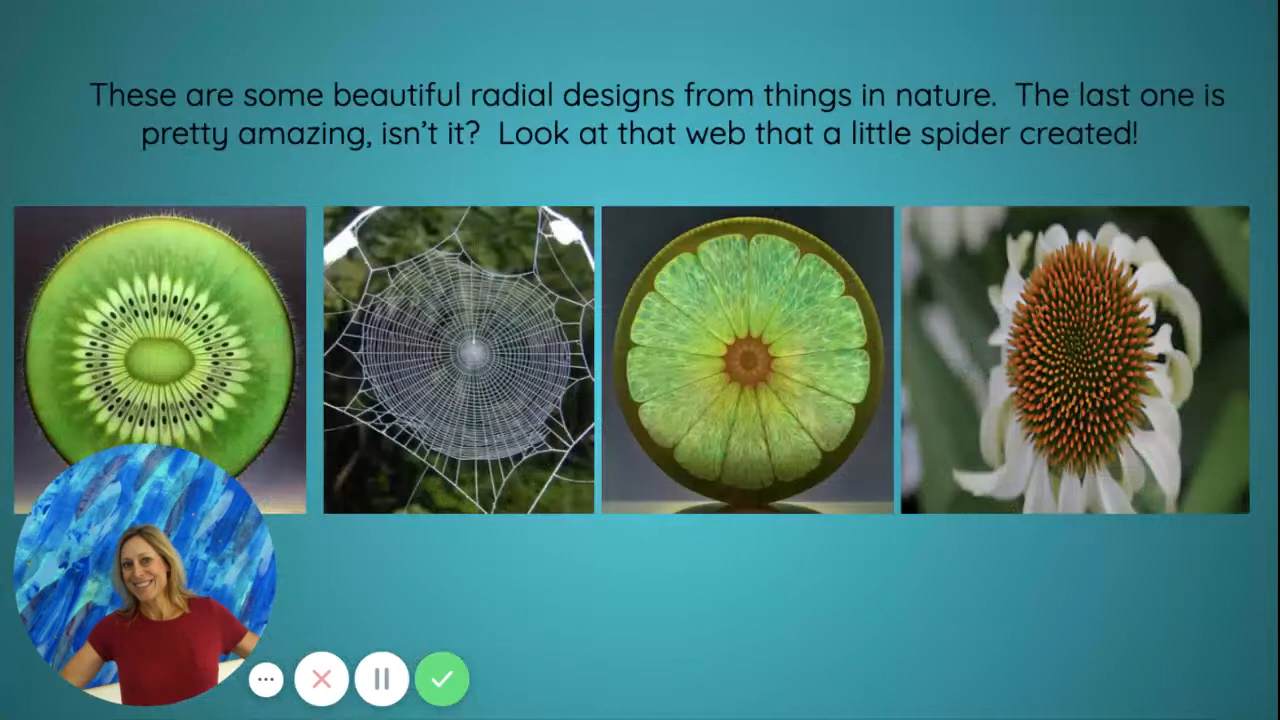 These are some beautiful radial designs from things in nature.  The last one is
pretty amazing, isn’t it?  Look at that web that a little spider created!